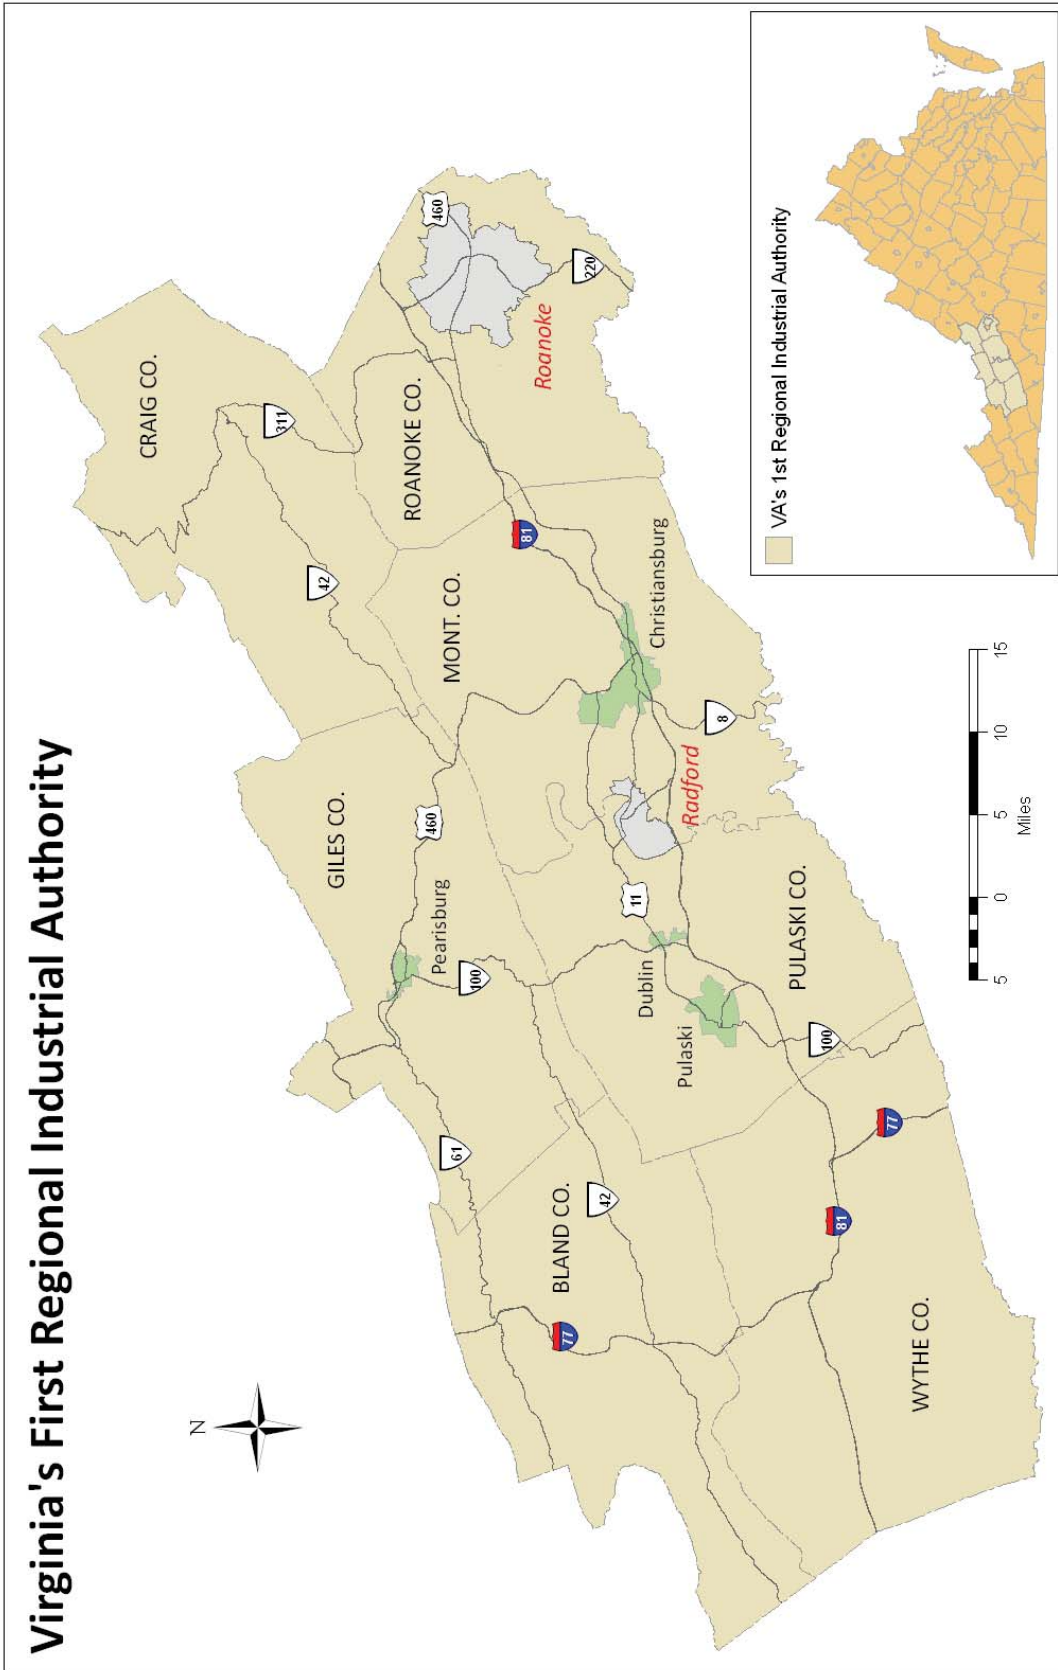 Virginia's First Regional Industrial Authority
N
CRAIG CO.
311
42
460
ROANOKE CO.
GILES CO.
MONT. CO.
220
Roanoke
460
81
Pearisburg
100
61
Christiansburg
8
Radford
11
BLAND CO.
42
Dublin
Pulaski
PULASKI CO.
100
77
77
81
WYTHE CO.
5 0 5 10 15
Miles
VA's 1st Regional Industrial Authority